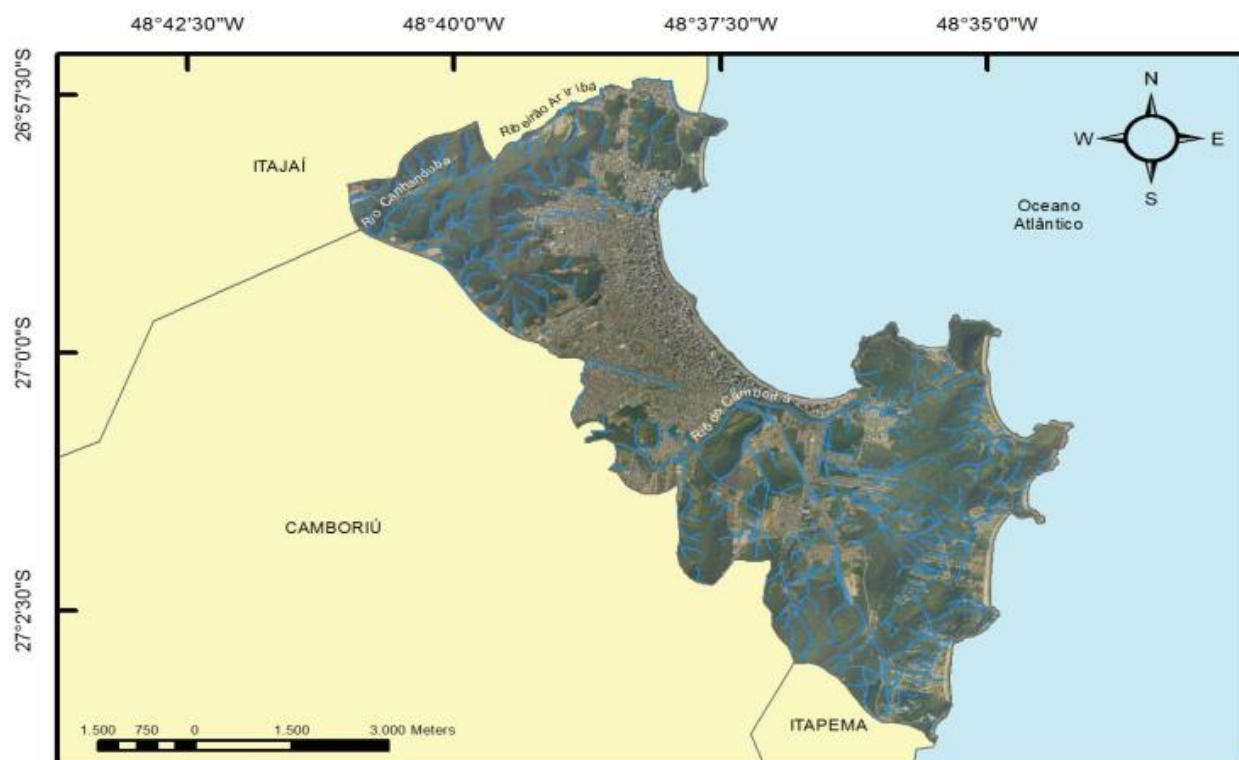 48°42'30"W
48°40'0"W
48°37'30"W
48°35'0"W
26°57'30"S
27°0'0"S
27°2'30"S
N
W
E
S
Ribeirão Ariribá
ITAJAÍ
Rio Canhanduba
Oceano
Atlântico
Rio do Camboriú
CAMBORIÚ
ITAPEMA
1.500 750 0 1.500 3.000 Meters